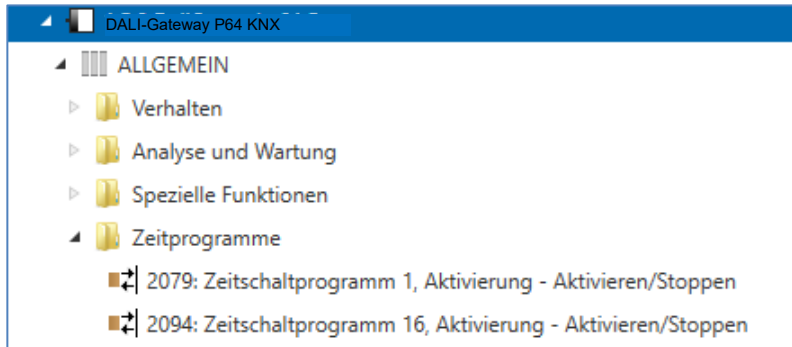 DALI-Gateway P64 KNX
ALLGEMEIN
Verhalten
Analyse und Wartung
Spezielle Funktionen
Zeitprogramme
2079: Zeitschaltprogramm 1, Aktivierung - Aktivieren/Stoppen
2094: Zeitschaltprogramm 16, Aktivierung - Aktivieren/Stoppen